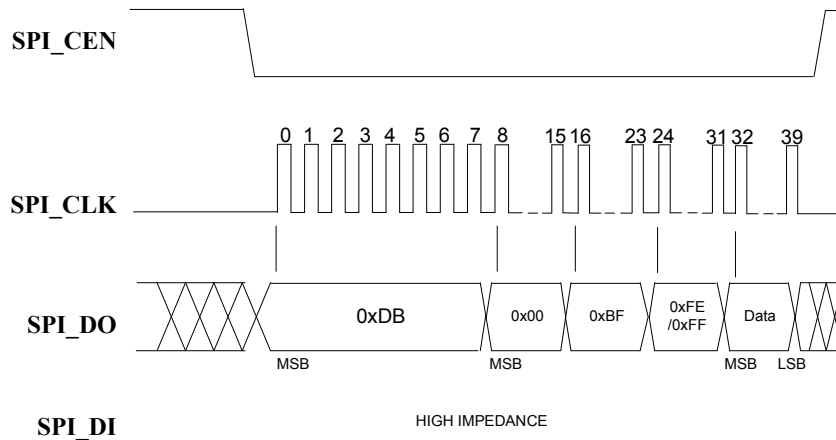 SPI_CEN
0 1 2 3 4 5 6 7 8 15 16 23 24 31 32 39
SPI_CLK
SPI_DO
0xDB
0x00
0xBF
0xFE
/0xFF
Data
MSB MSB MSB LSB
SPI_DI
HIGH IMPEDANCE